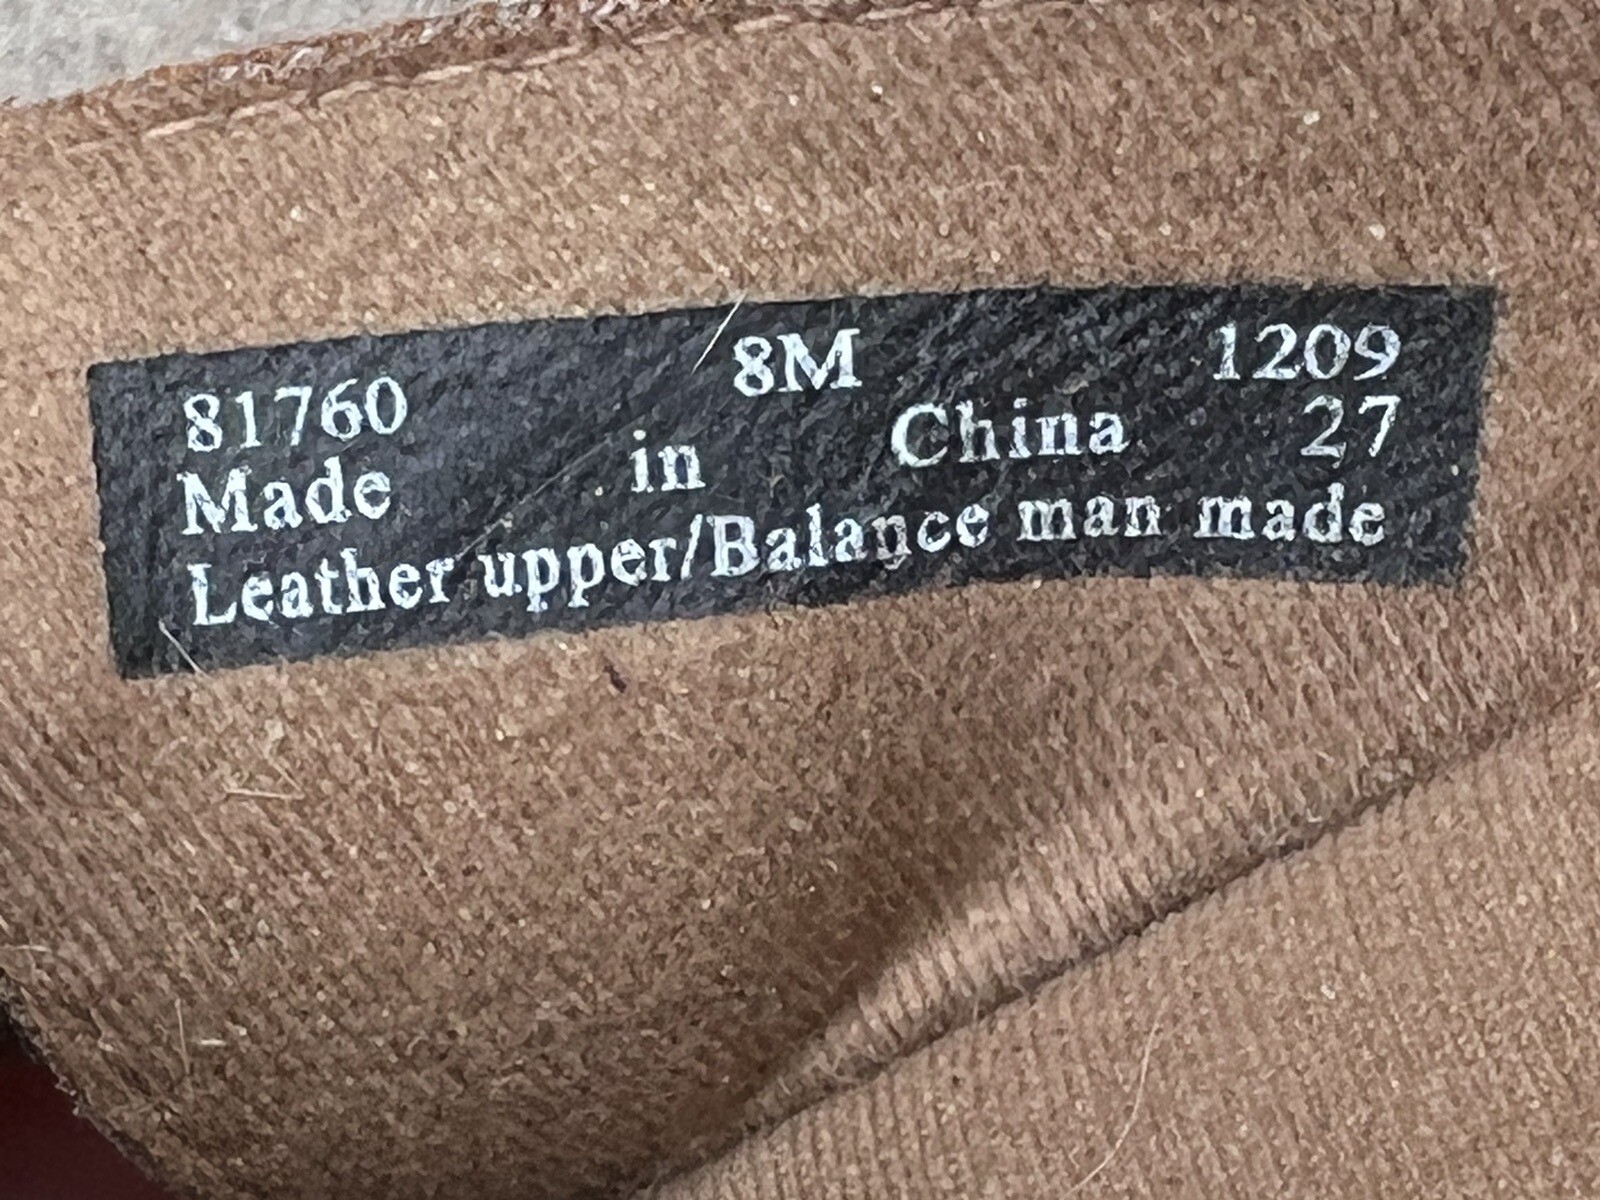 81760 8M 1209
Made in China 27
Leather upper/Balance man made